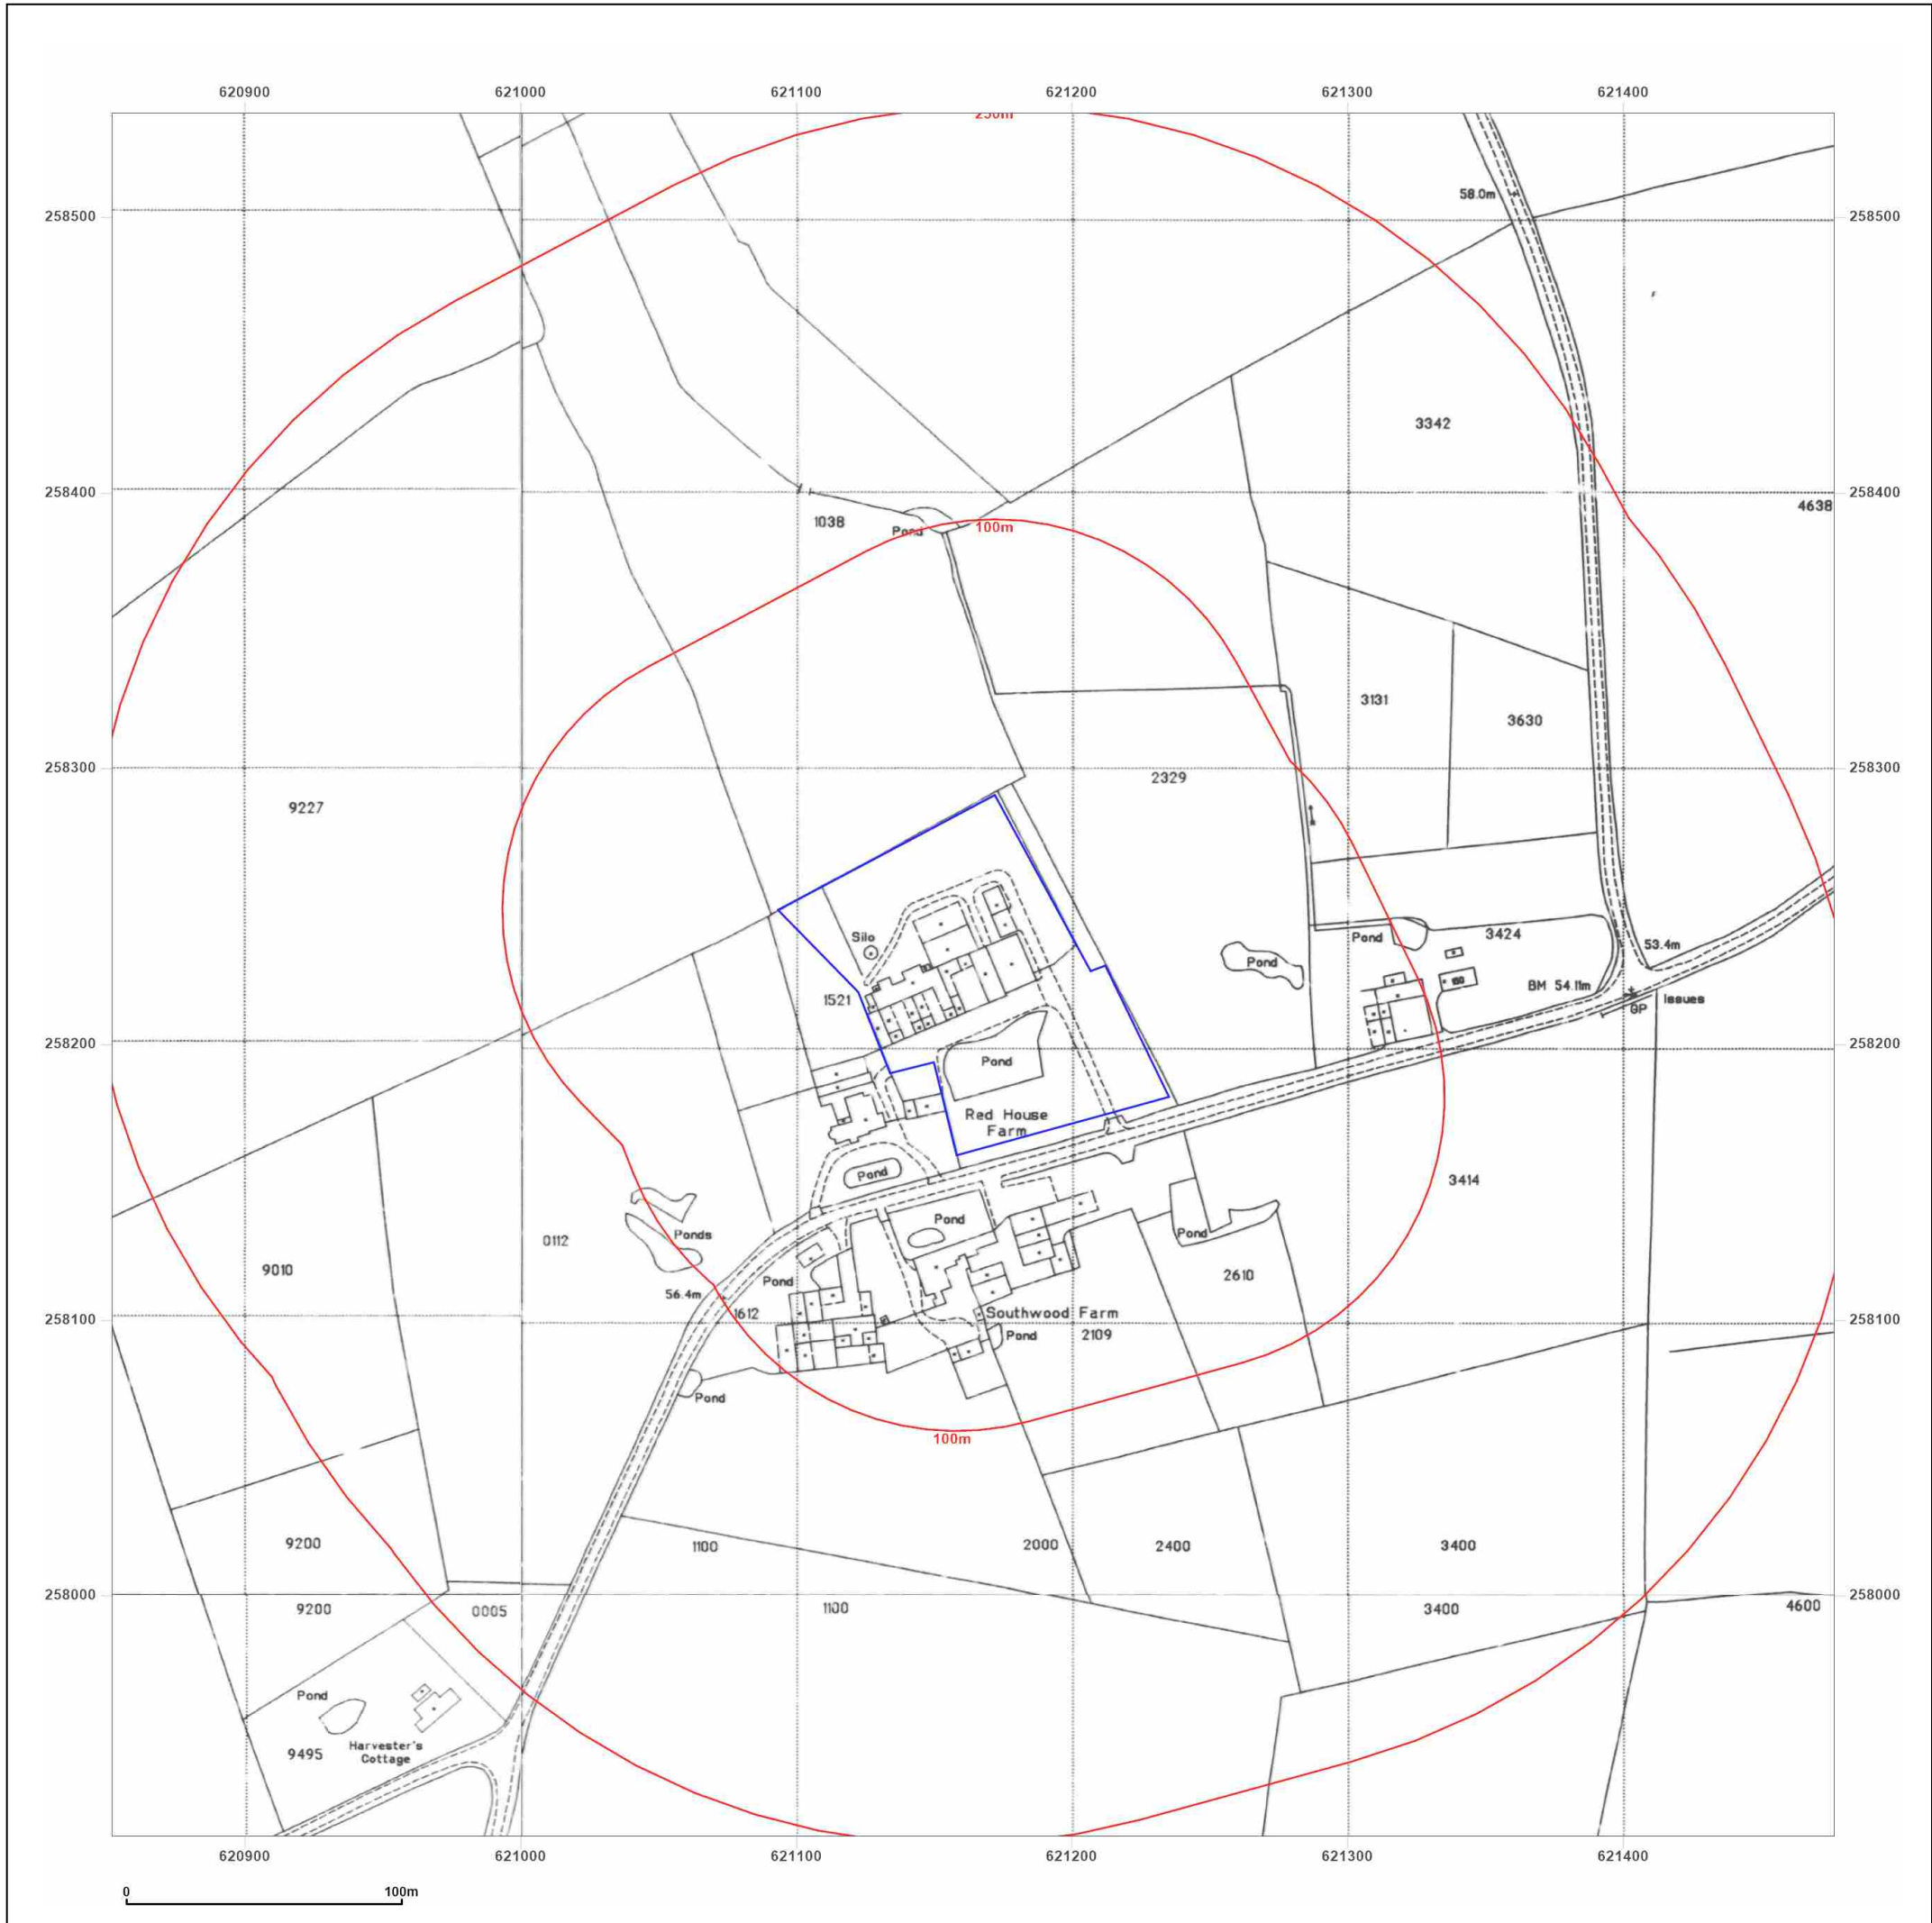 620900 621000 621100 621200 621300 621400
250m
58.0m
258500 258500
3342
258400 258400
4638
1038
100m
Pond
3131
3630
258300 258300
2329
9227
Silo
Pond
3424
53.4m
Pond
BM 54.11m
1521
Issues
GP
258200 258200
Pond
Red House
Farm
Pond
3414
Pond
Ponds
Pond
0112
9010
2610
Pond
56.4m
1612
Southwood Farm
258100 258100
Pond
2109
Pond
100m
9200
1100
2000
2400
3400
258000 258000
9200
0005
1100
3400
4600
Pond
Harvester's
Cottage
9495
620900 621000 621100 621200 621300 621400
0 100m